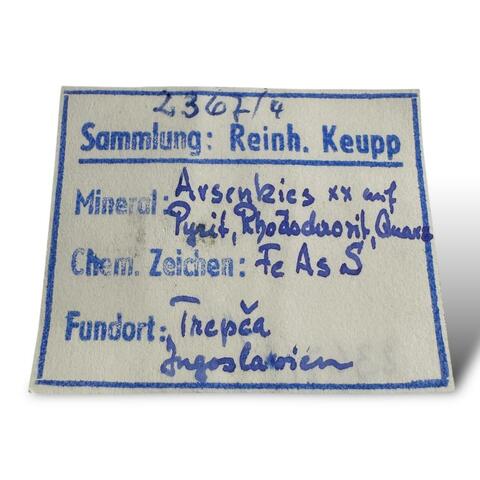 2367/4
Sammlung: Reinh. Keupp
Mineral: Arsenkies xx auf
Pyrit, Rhodochrosit, Quarz
Chem. Zeichen: Fe As S
Fundort: Trepča
Jugoslawien